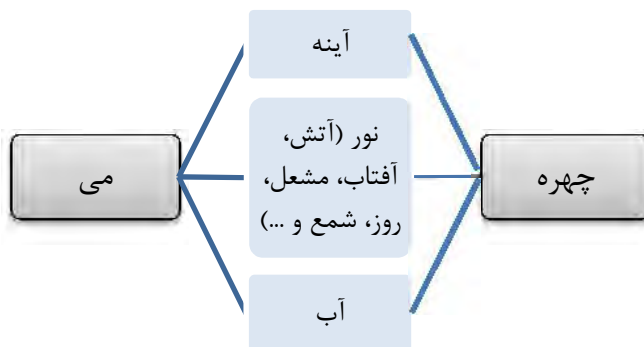 آینه
چهره
نور (آتش،
آفتاب، مشعل،
روز، شمع و ...)
می
آب